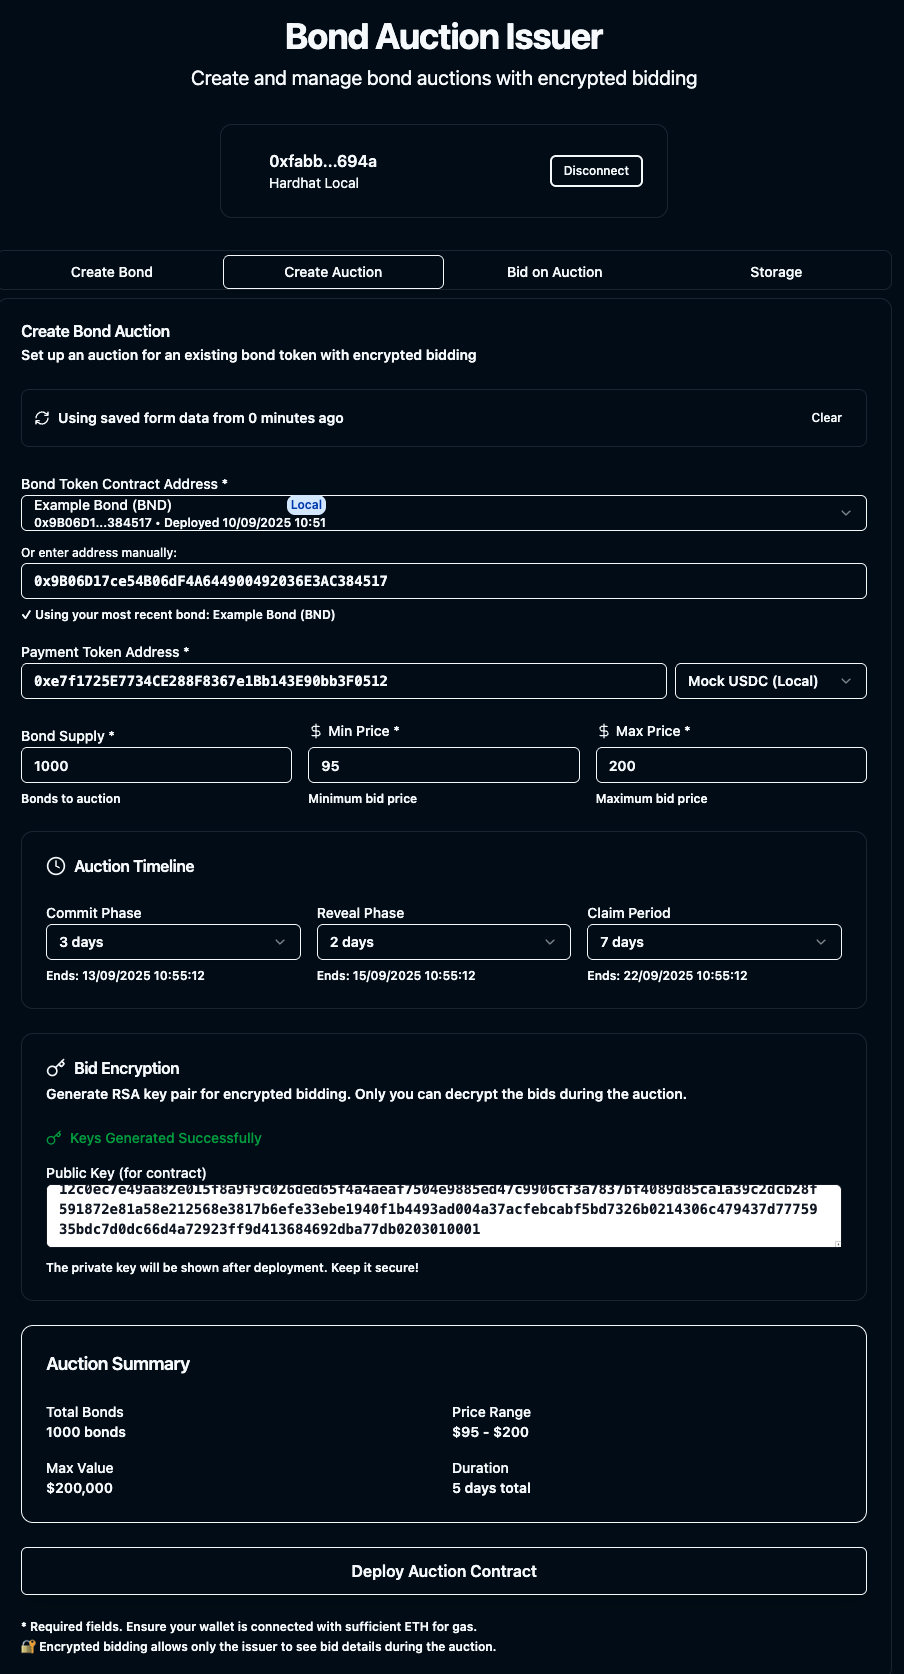 Bond Auction Issuer
Create and manage bond auctions with encrypted bidding
0xfabb...694a
Hardhat Local
Disconnect
Create Bond
Create Auction
Bid on Auction
Storage
Create Bond Auction
Set up an auction for an existing bond token with encrypted bidding
Using saved form data from 0 minutes ago
Clear
Bond Token Contract Address *
Example Bond (BND) Local
0x9B06D1...384517 • Deployed 10/09/2025 10:51
Or enter address manually:
0x9B06D17ce54B06dF4A644900492036E3AC384517
✓ Using your most recent bond: Example Bond (BND)
Payment Token Address *
0xe7f1725E7734CE288F8367e1Bb143E90bb3F0512
Mock USDC (Local)
Bond Supply *
1000
Bonds to auction
$ Min Price *
95
Minimum bid price
$ Max Price *
200
Maximum bid price
Auction Timeline
Commit Phase
3 days
Ends: 13/09/2025 10:55:12
Reveal Phase
2 days
Ends: 15/09/2025 10:55:12
Claim Period
7 days
Ends: 22/09/2025 10:55:12
Bid Encryption
Generate RSA key pair for encrypted bidding. Only you can decrypt the bids during the auction.
Keys Generated Successfully
Public Key (for contract)
12c0ec7e49aa82e015f8a9f9c026ded65f4a4aeaf7504e9885ed47c9906cf3a7837bf4089d85ca1a39c2dcb28f
591872e81a58e212568e3817b6efe33ebe1940f1b4493ad004a37acfebcabf5bd7326b0214306c479437d77759
35bdc7d0dc66d4a72923ff9d413684692dba77db0203010001
The private key will be shown after deployment. Keep it secure!
Auction Summary
Total Bonds
1000 bonds
Price Range
$95 - $200
Max Value
$200,000
Duration
5 days total
Deploy Auction Contract
* Required fields. Ensure your wallet is connected with sufficient ETH for gas.
🔐 Encrypted bidding allows only the issuer to see bid details during the auction.